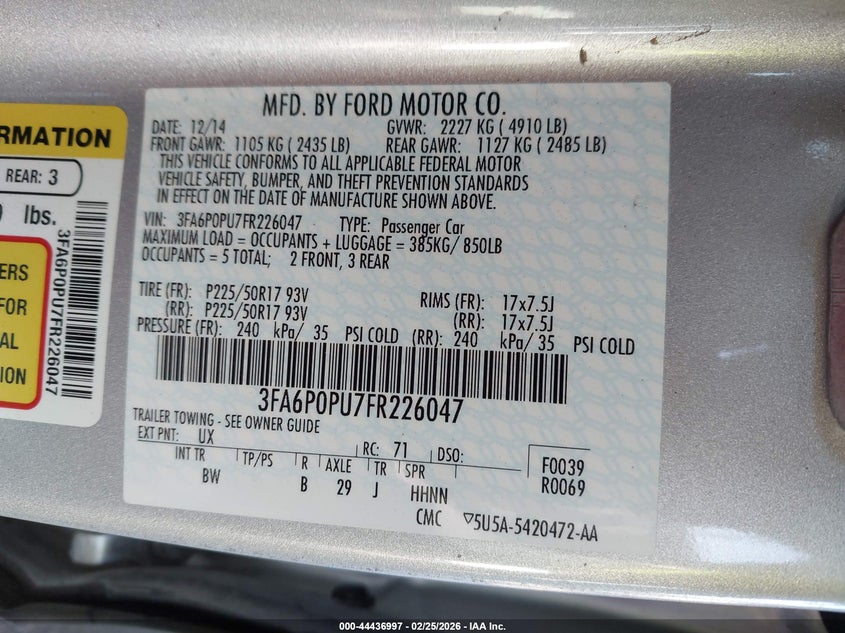 MFD. BY FORD MOTOR CO.
DATE: 12/14 GVWR: 2227 KG ( 4910 LB)
FRONT GAWR: 1105 KG ( 2435 LB) REAR GAWR: 1127 KG ( 2485 LB)
THIS VEHICLE CONFORMS TO ALL APPLICABLE FEDERAL MOTOR
VEHICLE SAFETY, BUMPER, AND THEFT PREVENTION STANDARDS
IN EFFECT ON THE DATE OF MANUFACTURE SHOWN ABOVE.
VIN: 3FA6P0PU7FR226047 TYPE: Passenger Car
MAXIMUM LOAD = OCCUPANTS + LUGGAGE = 385KG/ 850LB
OCCUPANTS = 5 TOTAL; 2 FRONT, 3 REAR
TIRE (FR): P225/50R17 93V RIMS (FR): 17x7.5J
(RR): P225/50R17 93V (RR): 17x7.5J
PRESSURE (FR): 240 kPa/ 35 PSI COLD (RR): 240 kPa/ 35 PSI COLD
3FA6P0PU7FR226047
TRAILER TOWING - SEE OWNER GUIDE
EXT PNT: UX RC: 71 DSO:
INT TR TP/PS R AXLE TR SPR
BW B 29 J HHNN
F0039
R0069
CMC ▽5U5A-5420472-AA
RMATION
REAR: 3
lbs.
ERS
FOR
AL
ION
3FA6P0PU7FR226047
000-44436997 - 02/25/2026 - IAA Inc.